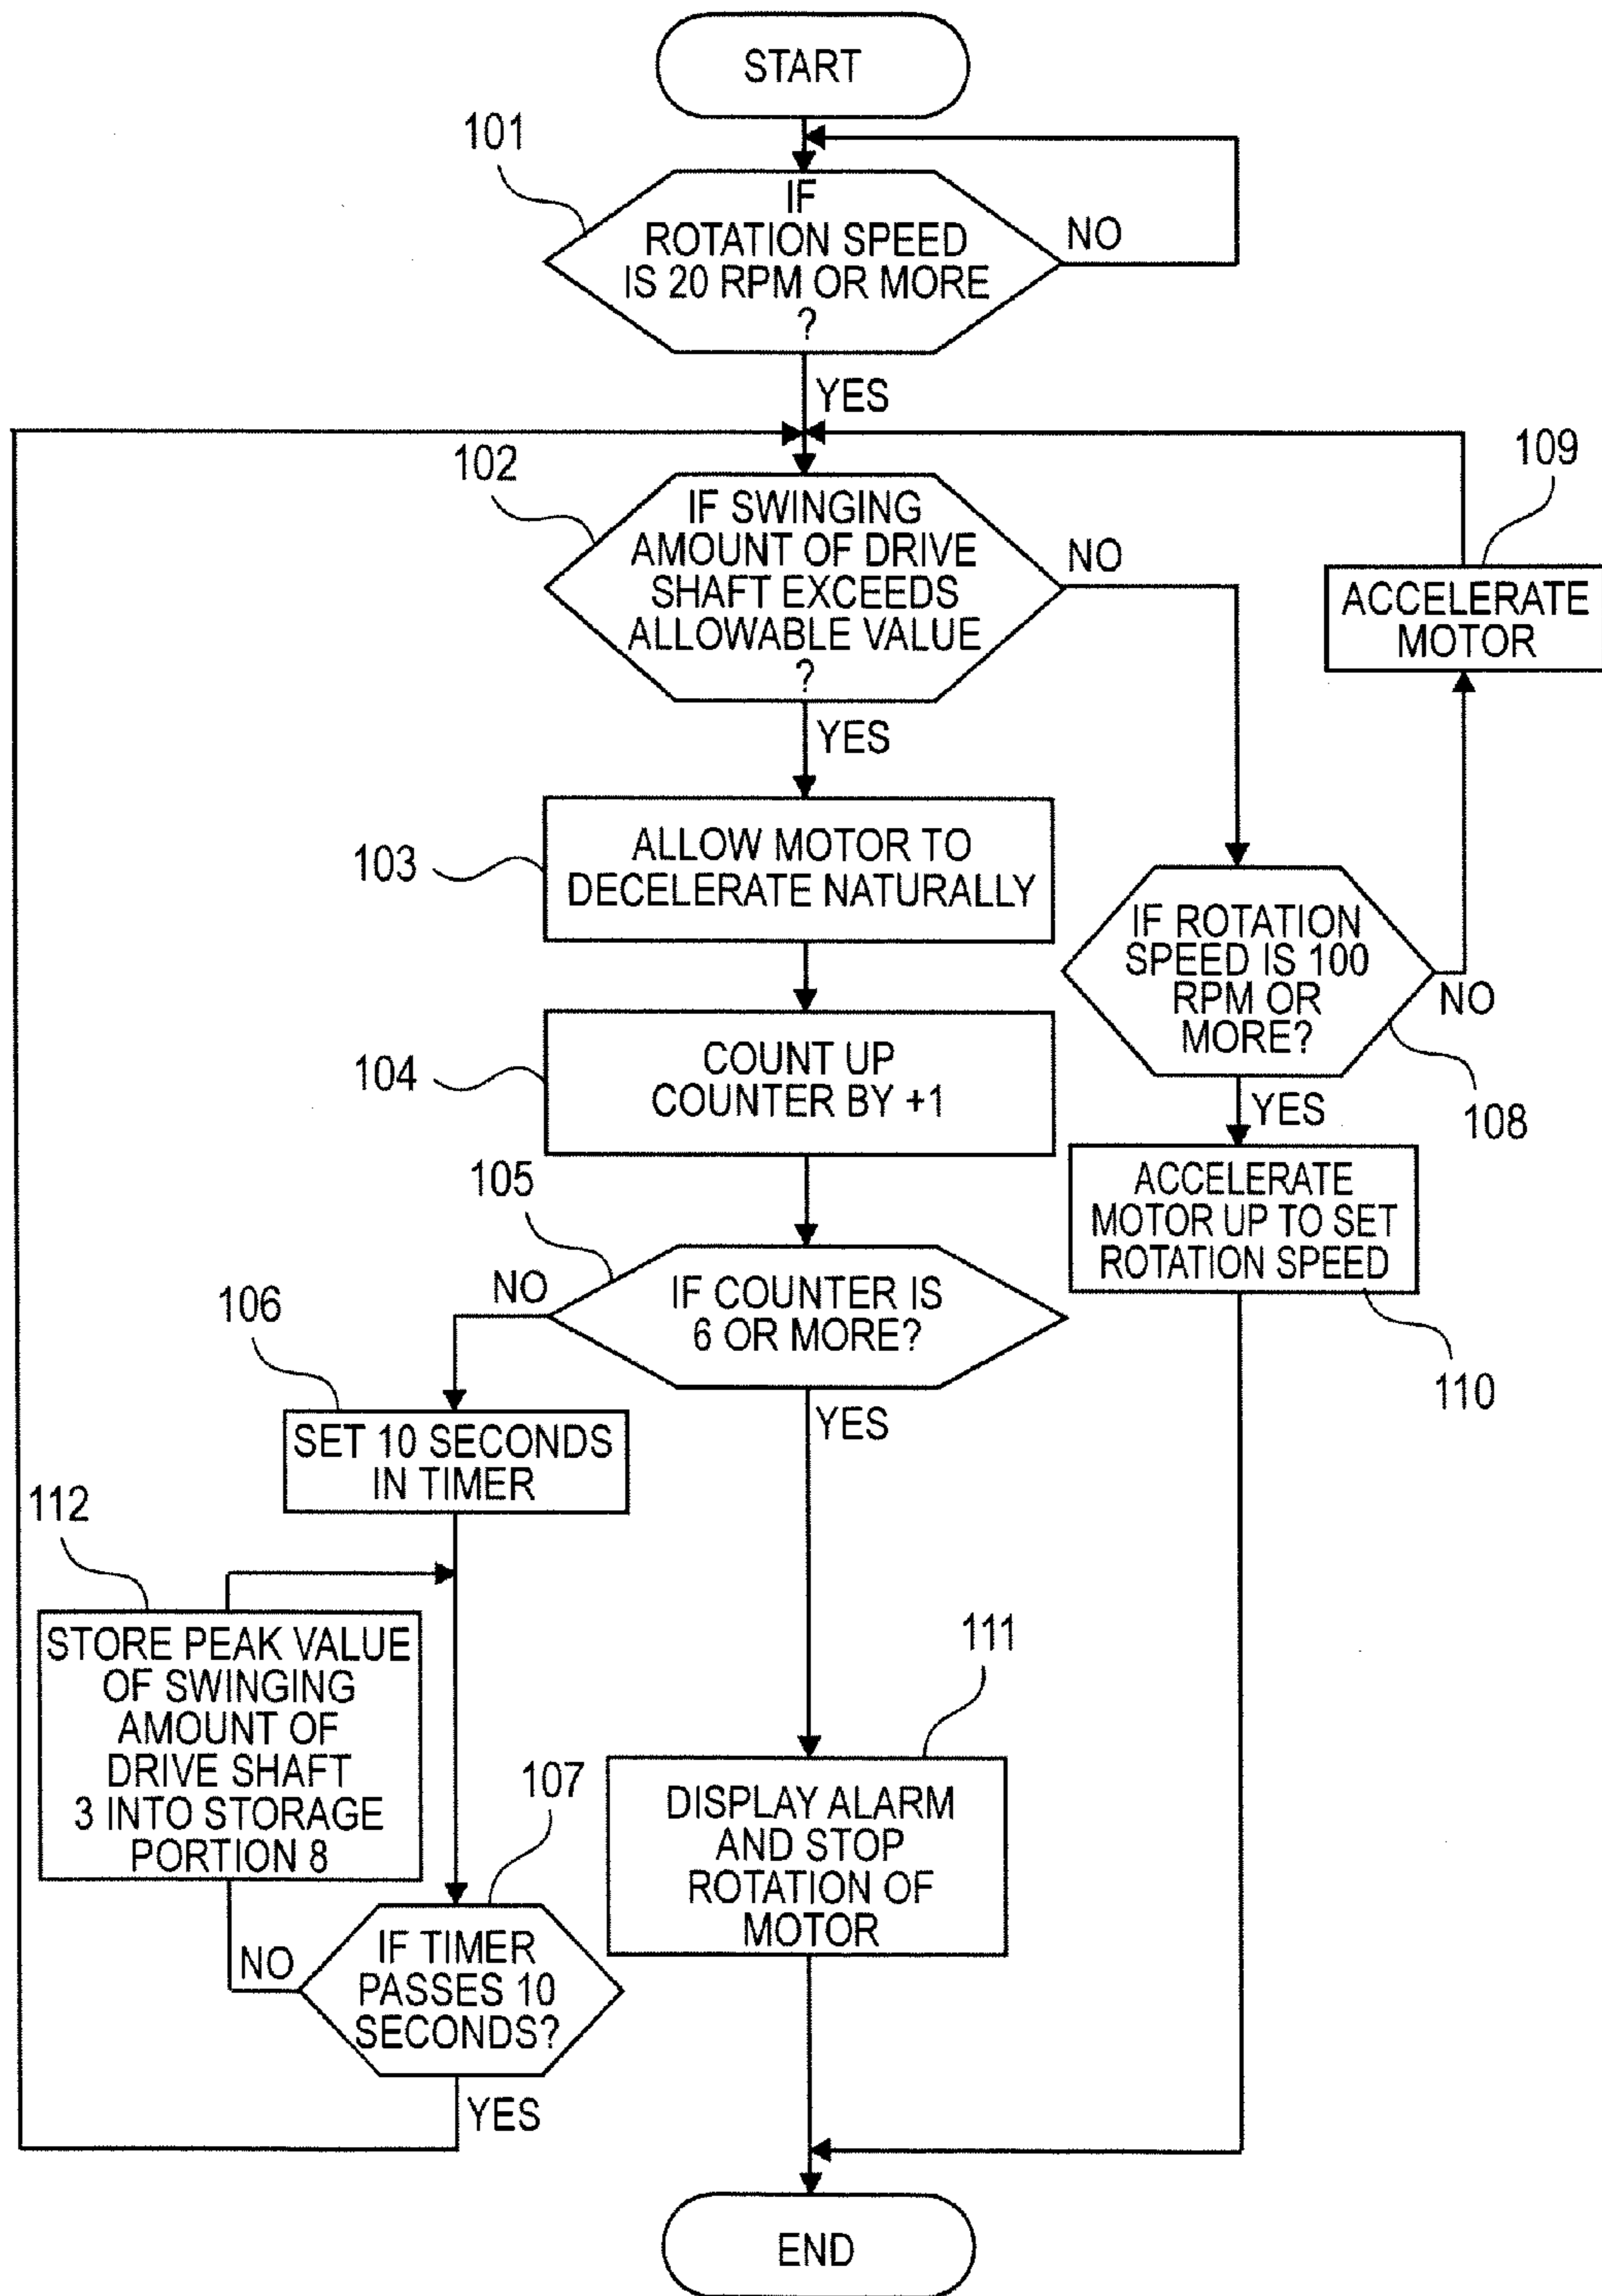 START
101
IF
ROTATION SPEED
IS 20 RPM OR MORE
?
NO
YES
102
IF SWINGING
AMOUNT OF DRIVE
SHAFT EXCEEDS
ALLOWABLE VALUE
?
NO
YES
109
ACCELERATE
MOTOR
103
ALLOW MOTOR TO
DECELERATE NATURALLY
IF ROTATION
SPEED IS 100
RPM OR
MORE?
NO
YES
108
104
COUNT UP
COUNTER BY +1
ACCELERATE
MOTOR UP TO SET
ROTATION SPEED
110
105
IF COUNTER IS
6 OR MORE?
NO
YES
106
SET 10 SECONDS
IN TIMER
112
STORE PEAK VALUE
OF SWINGING
AMOUNT OF
DRIVE SHAFT
3 INTO STORAGE
PORTION 8
107
IF TIMER
PASSES 10
SECONDS?
NO
YES
111
DISPLAY ALARM
AND STOP
ROTATION OF
MOTOR
END